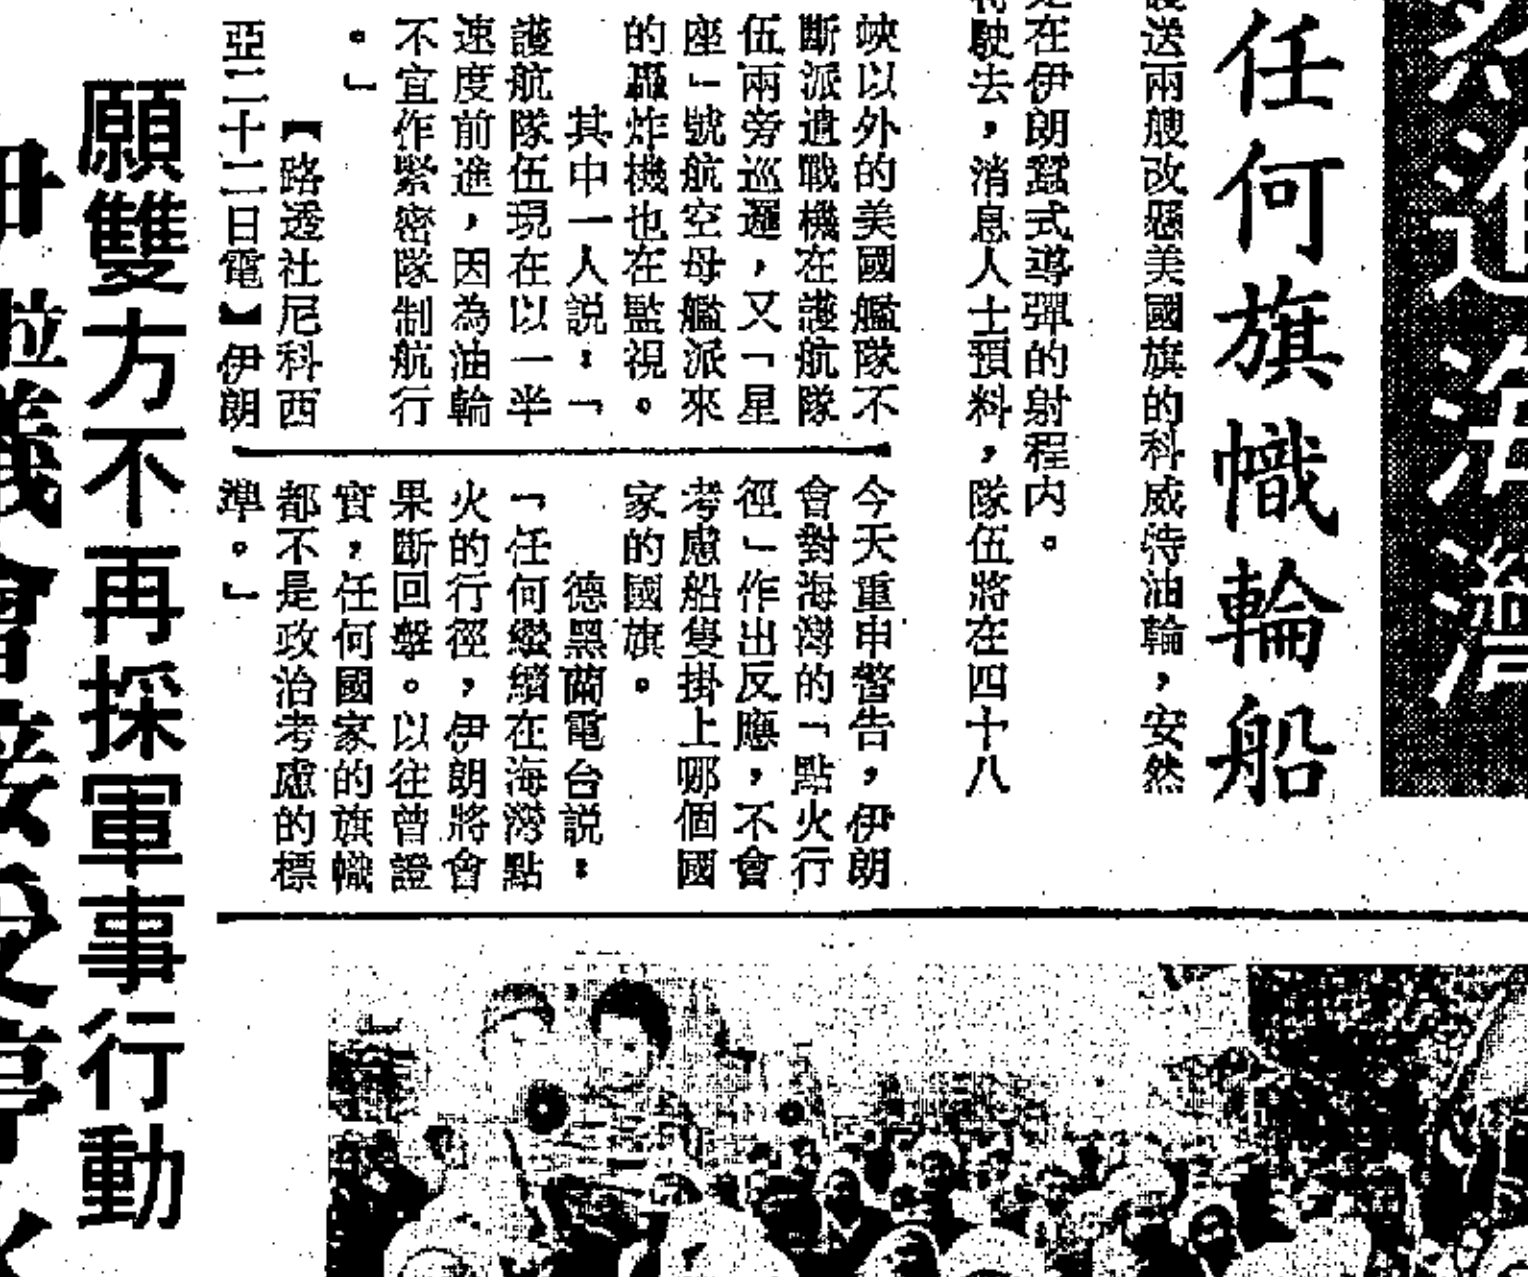 進海灣
任何旗幟輪船
送兩艘改懸美國旗的科威特油輪，安然
在伊朗蠶式導彈的射程內。
駛去，消息人士預料，隊伍將在四十八
峽以外的美國艦隊不
斷派遣戰機在護航隊
伍兩旁巡邏，又「星
座」號航空母艦派來
的轟炸機也在監視。
其中一人說：「
護航隊伍現在以一半
速度前進，因為油輪
不宜作緊密隊制航行
。」
【路透社尼科西
亞二十二日電】伊朗
今天重申警告，伊朗
會對海灣的「點火行
徑」作出反應，不會
考慮船隻掛上哪個國
家的國旗。
德黑蘭電台說：
「任何繼續在海灣點
火的行徑，伊朗將會
果斷回擊。以往曾證
實，任何國家的旗幟
都不是政治考慮的標
準。」
願雙方不再採軍事行動